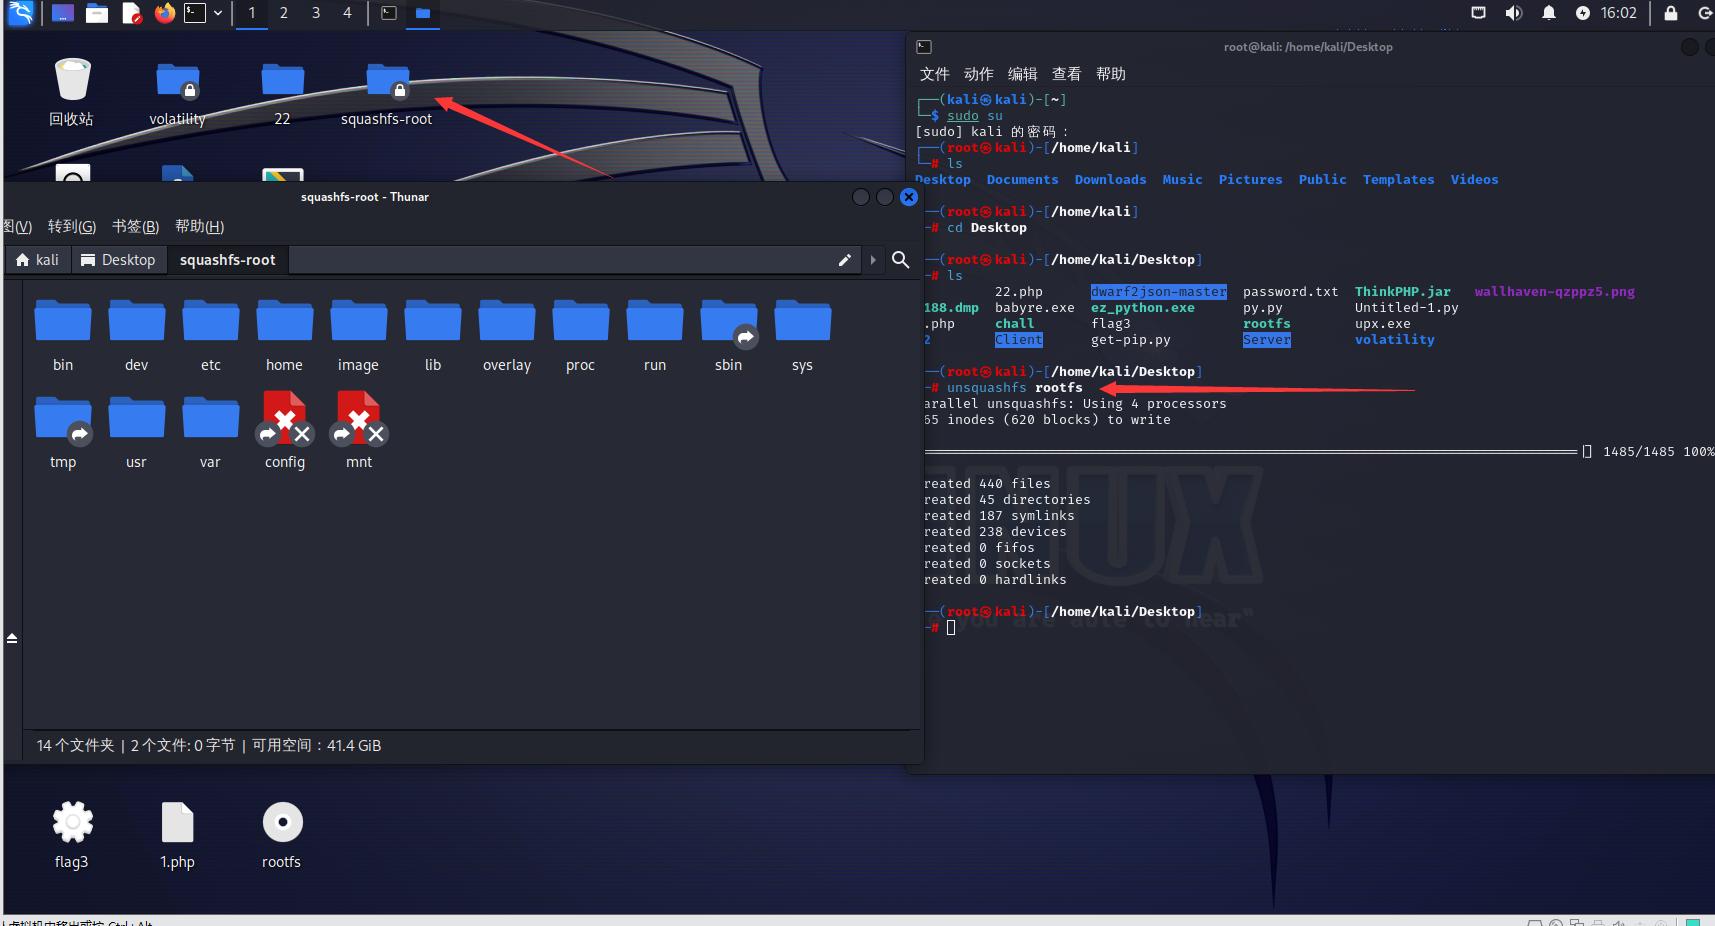 1 2 3 4
16:02
回收站
volatility
22
squashfs-root
squashfs-root - Thunar
图(V) 转到(G) 书签(B) 帮助(H)
kali Desktop squashfs-root
bin dev etc home image lib overlay proc run sbin sys
tmp usr var config mnt
14 个文件夹 | 2 个文件: 0 字节 | 可用空间：41.4 GiB
root@kali: /home/kali/Desktop
文件 动作 编辑 查看 帮助
(kali㉿kali)-[~]
$ sudo su
[sudo] kali 的密码：
(root㉿kali)-[/home/kali]
# ls
Desktop Documents Downloads Music Pictures Public Templates Videos
(root㉿kali)-[/home/kali]
# cd Desktop
(root㉿kali)-[/home/kali/Desktop]
# ls
22.php dwarf2json-master password.txt ThinkPHP.jar wallhaven-qzppz5.png
188.dmp babyre.exe ez_python.exe py.py Untitled-1.py
.php chall flag3 rootfs upx.exe
2 Client get-pip.py Server volatility
(root㉿kali)-[/home/kali/Desktop]
# unsquashfs rootfs
arallel unsquashfs: Using 4 processors
65 inodes (620 blocks) to write
1485/1485 100%
reated 440 files
reated 45 directories
reated 187 symlinks
reated 238 devices
reated 0 fifos
reated 0 sockets
reated 0 hardlinks
(root㉿kali)-[/home/kali/Desktop]
#
you are able to hear"
flag3
1.php
rootfs
Ctrl+Alt